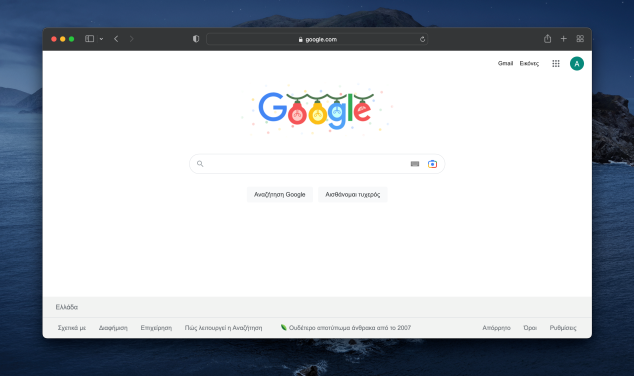 google.com
Gmail Εικόνες
A
Google
Αναζήτηση Google Αισθάνομαι τυχερός
Ελλάδα
Σχετικά με Διαφήμιση Επιχείρηση Πώς λειτουργεί η Αναζήτηση Ουδέτερο αποτύπωμα άνθρακα από το 2007 Απόρρητο Όροι Ρυθμίσεις